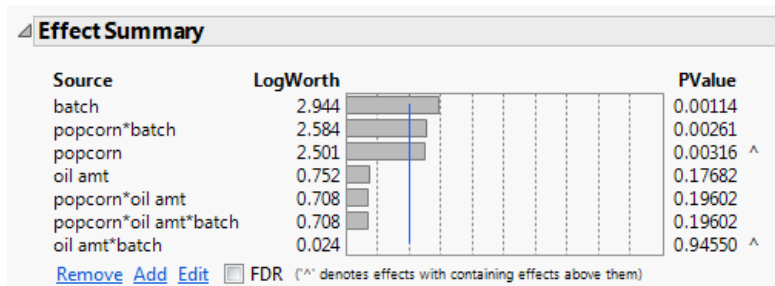 Effect Summary
Source LogWorth PValue
batch 2.944 0.00114
popcorn*batch 2.584 0.00261
popcorn 2.501 0.00316 ^
oil amt 0.752 0.17682
popcorn*oil amt 0.708 0.19602
popcorn*oil amt*batch 0.708 0.19602
oil amt*batch 0.024 0.94550 ^
Remove Add Edit FDR ('^' denotes effects with containing effects above them)